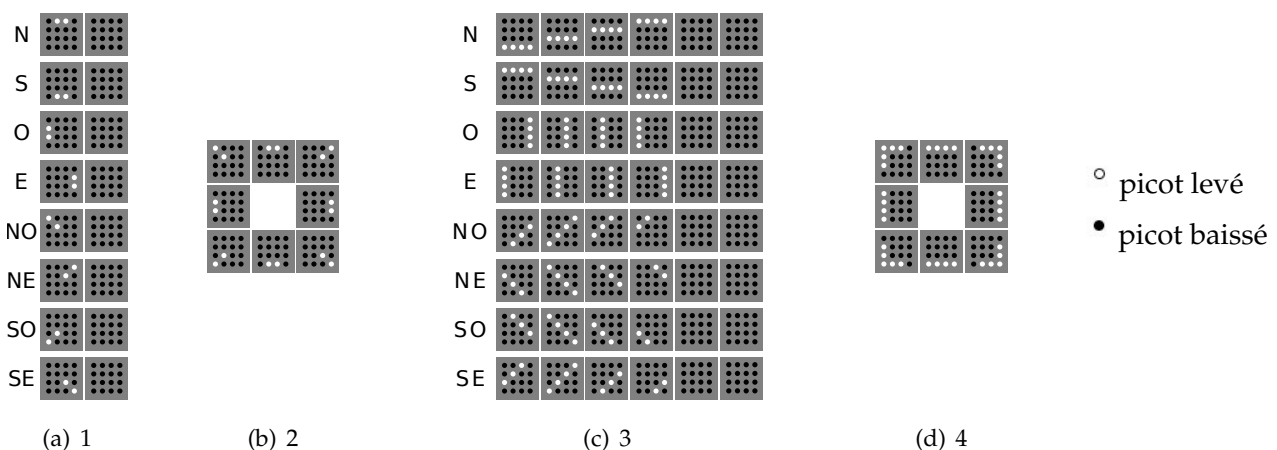 N N
S S
O O
E E
NO NO
NE NE
SO SO
SE SE
picot levé
picot baissé
(a) 1 (b) 2 (c) 3 (d) 4